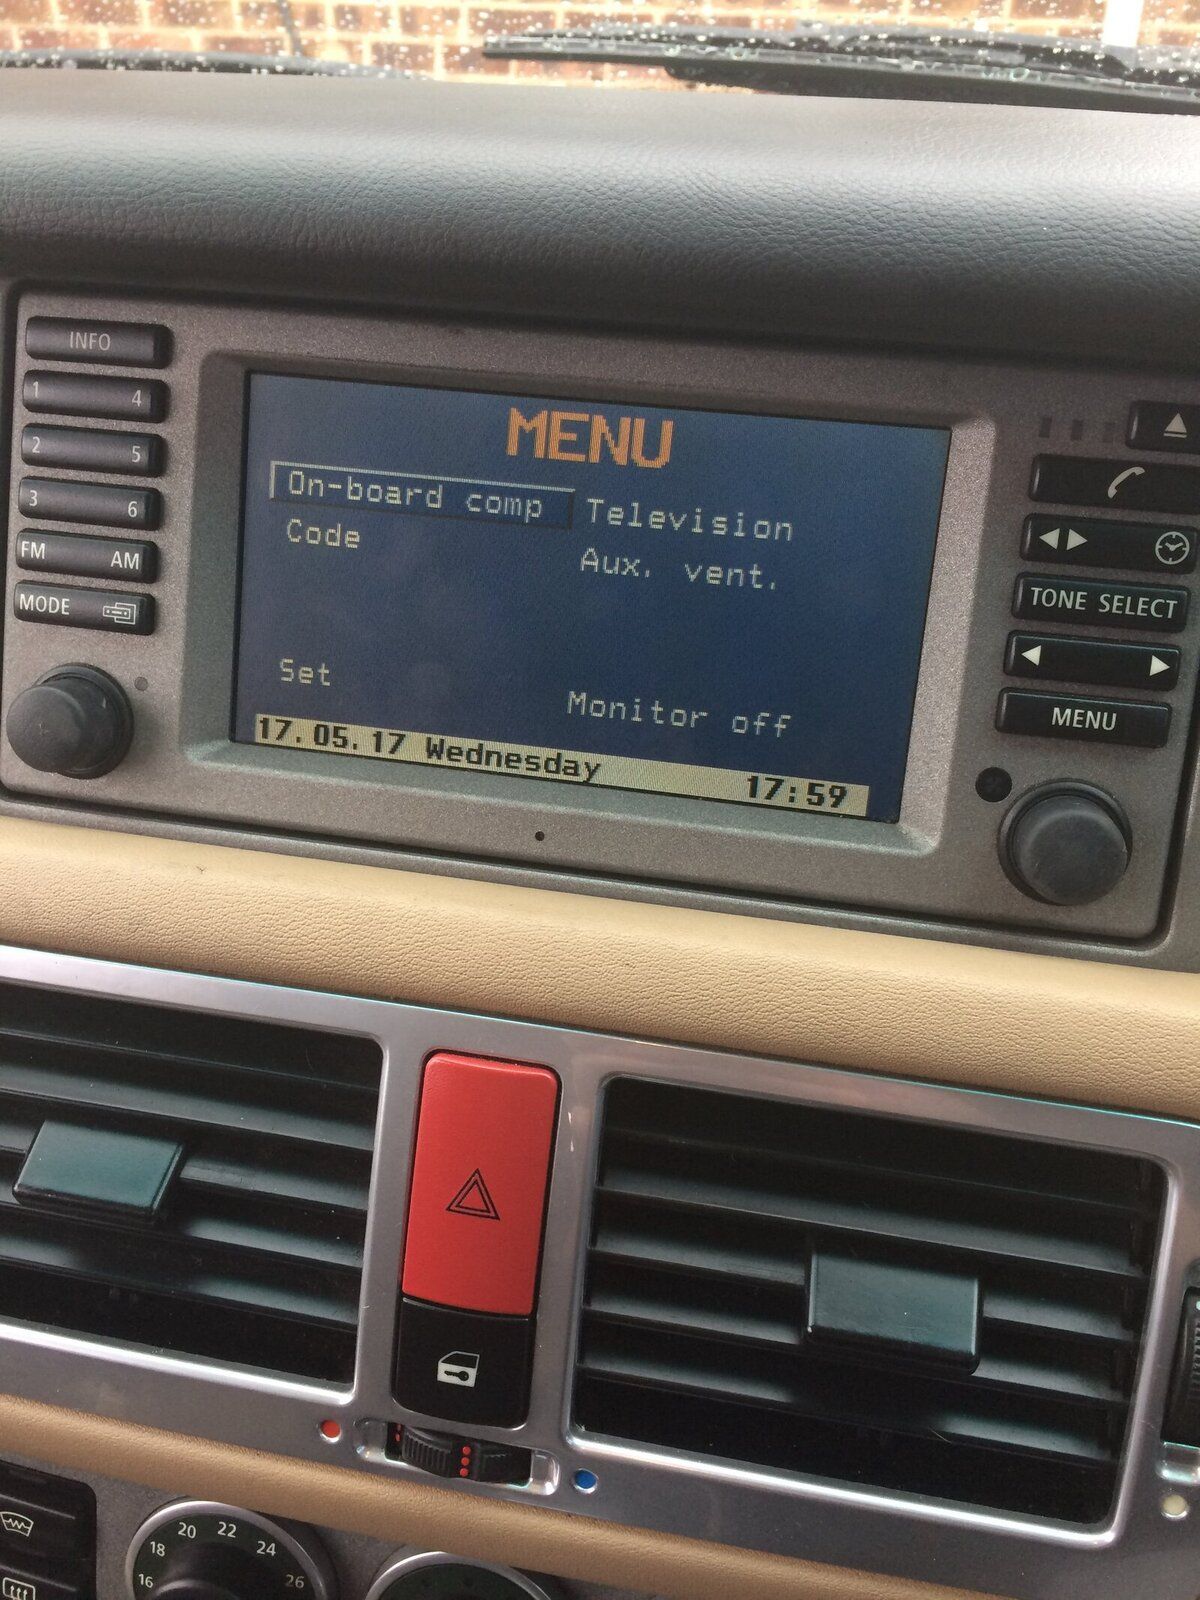 INFO
1 4
2 5
3 6
FM AM
MODE
MENU
On-board comp
Television
Code
Aux. vent.
Set
Monitor off
17.05.17 Wednesday 17:59
TONE SELECT
MENU
16 18 20 22 24 26